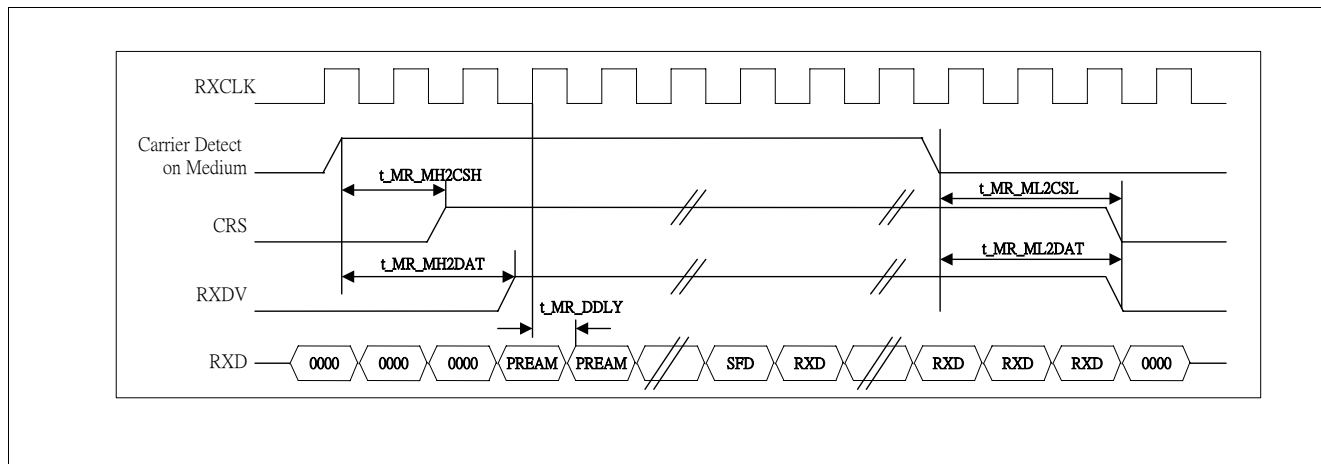 RXCLK
Carrier Detect
on Medium
t_MR_MH2CSH
t_MR_ML2CSL
CRS
t_MR_MH2DAT
t_MR_ML2DAT
RXDV
t_MR_DDLY
RXD 0000 0000 0000 PREAM PREAM SFD RXD RXD RXD RXD 0000